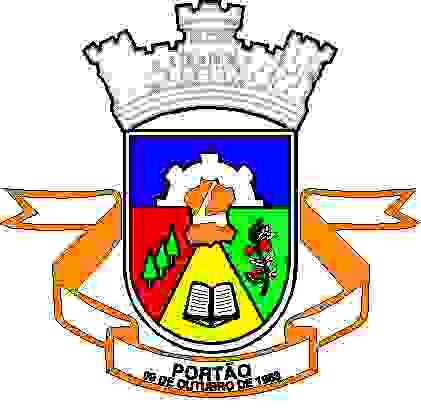 PORTÃO
09 DE OUTUBRO DE 1963